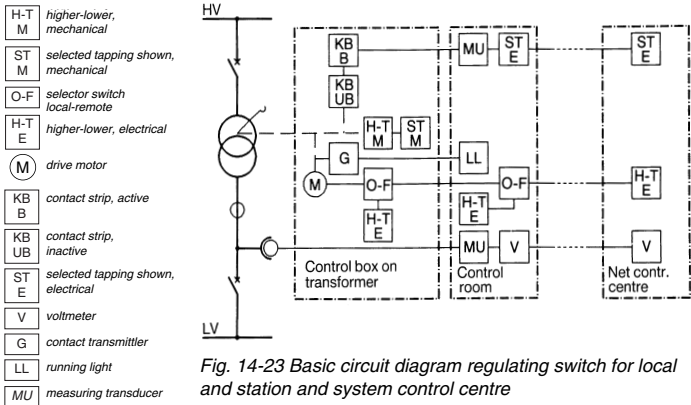 H-T
M
higher-lower,
mechanical
ST
M
selected tapping shown,
mechanical
O-F
selector switch
local-remote
H-T
E
higher-lower, electrical
M
drive motor
KB
B
contact strip, active
KB
UB
contact strip,
inactive
ST
E
selected tapping shown,
electrical
V
voltmeter
G
contact transmittler
LL
running light
MU
measuring transducer
HV
KB
B
KB
UB
H-T
M
ST
M
G
M
O-F
H-T
E
Control box on
transformer
MU
ST
E
LL
O-F
H-T
E
MU
V
Control
room
ST
E
H-T
E
V
Net contr.
centre
LV
Fig. 14-23 Basic circuit diagram regulating switch for local
and station and system control centre